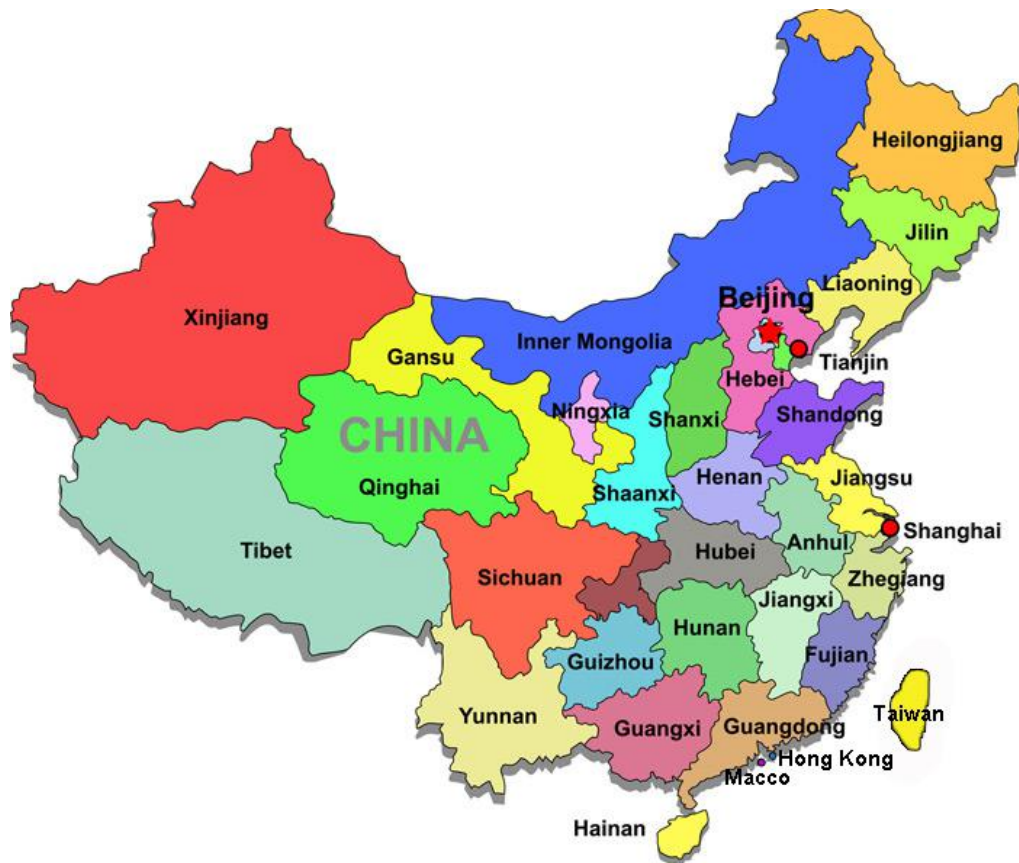 Heilongjiang
Jilin
Liaoning
Beijing
Xinjiang
Inner Mongolia
Gansu
Tianjin
Hebei
Ningxia
Shanxi
Shandong
CHINA
Qinghai
Shaanxi
Henan
Jiangsu
Shanghai
Tibet
Hubei
Anhul
Sichuan
Zhegiang
Jiangxi
Hunan
Guizhou
Fujian
Taiwan
Yunnan
Guangxi
Guangdong
Hong Kong
Macco
Hainan